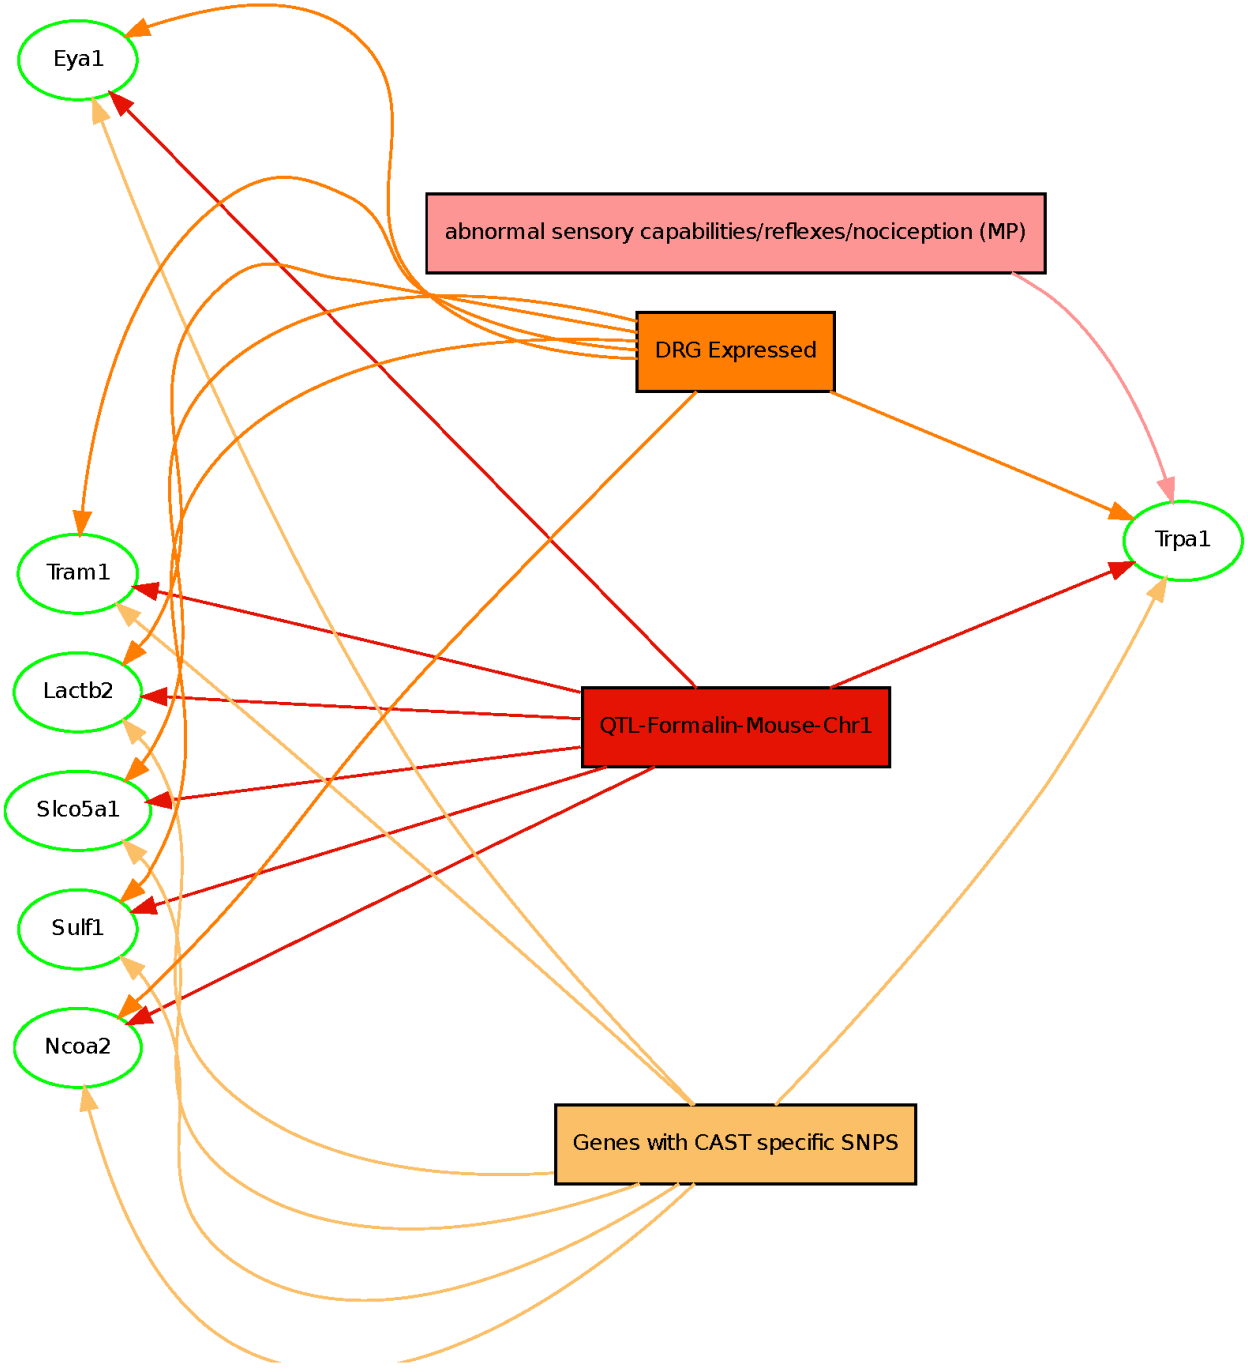 Eya1
abnormal sensory capabilities/reflexes/nociception (MP)
DRG Expressed
Trpa1
Tram1
Lactb2
QTL-Formalin-Mouse-Chr1
Slco5a1
Sulf1
Ncoa2
Genes with CAST specific SNPS